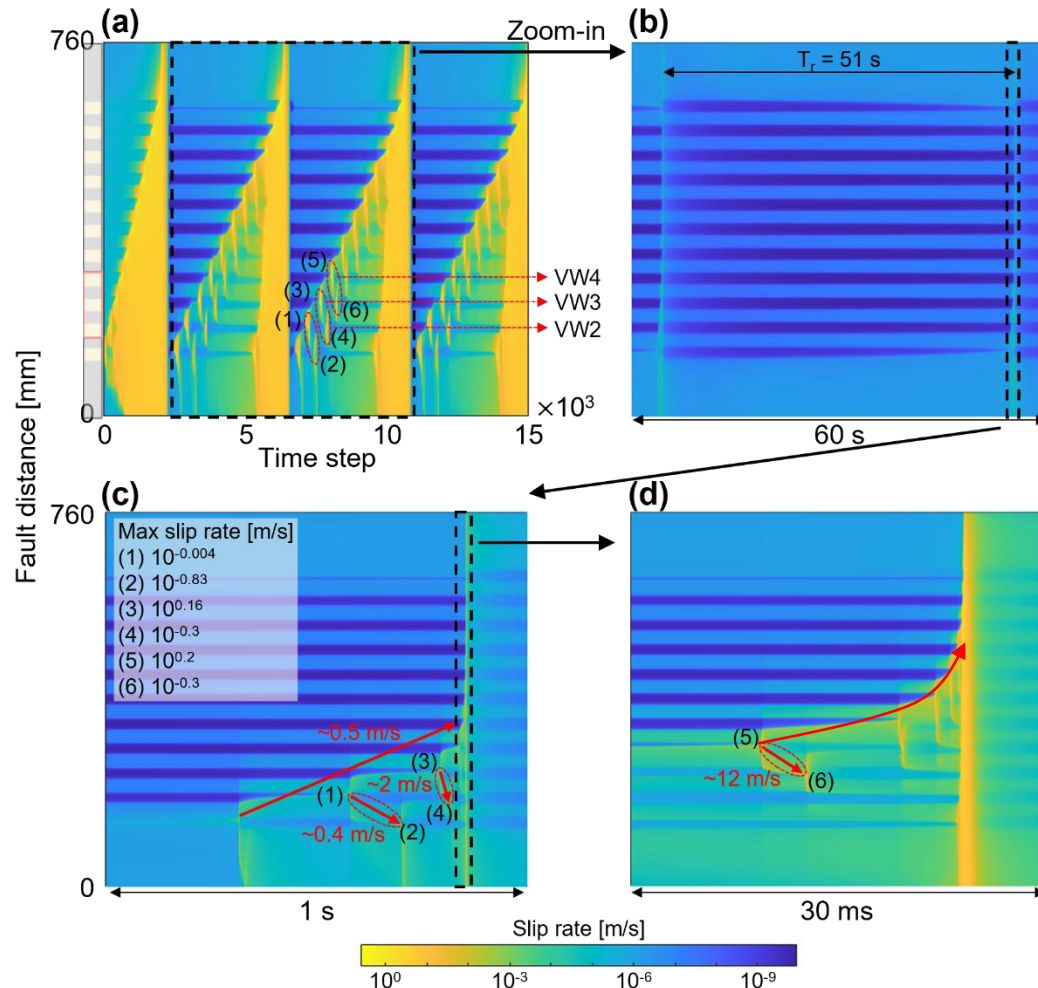 (a)
Zoom-in
(b)
760
T_r = 51 s
(5)
VW4
(3)
VW3
(1)
(6)
VW2
(4)
(2)
0
×10³
0
5
10
15
Time step
60 s
Fault distance [mm]
(c)
(d)
760
Max slip rate [m/s]
(1) 10^-0.004
(2) 10^-0.83
(3) 10^0.16
(4) 10^-0.3
(5) 10^0.2
(6) 10^-0.3
~0.5 m/s
(3)
~2 m/s
(1)
(4)
~0.4 m/s
(2)
(5)
~12 m/s
(6)
0
1 s
30 ms
Slip rate [m/s]
10^0
10^-3
10^-6
10^-9